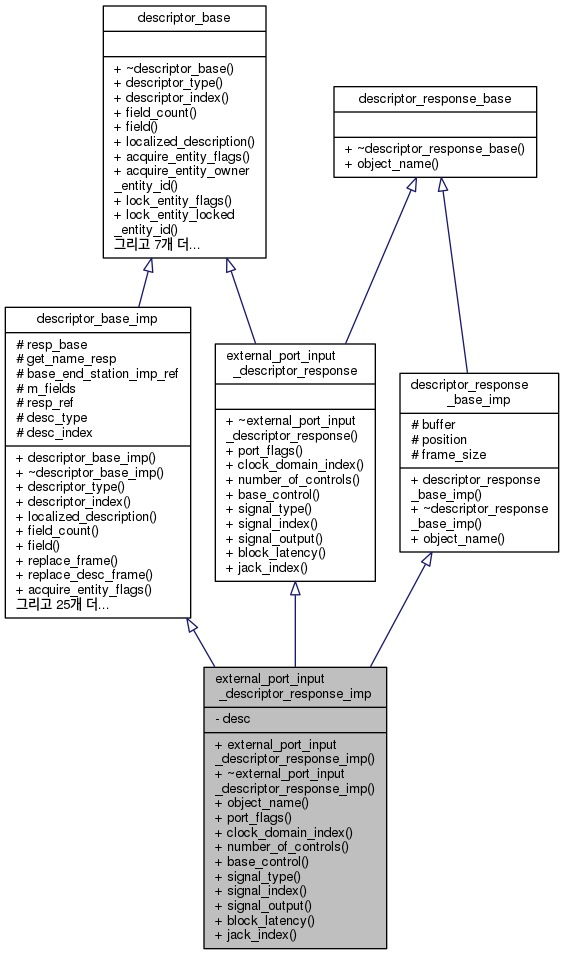 descriptor_base
+ ~descriptor_base()
+ descriptor_type()
+ descriptor_index()
+ field_count()
+ field()
+ localized_description()
+ acquire_entity_flags()
+ acquire_entity_owner
_entity_id()
+ lock_entity_flags()
+ lock_entity_locked
_entity_id()
그리고 7개 더...
descriptor_response_base
+ ~descriptor_response_base()
+ object_name()
descriptor_base_imp
# resp_base
# get_name_resp
# base_end_station_imp_ref
# m_fields
# resp_ref
# desc_type
# desc_index
+ descriptor_base_imp()
+ ~descriptor_base_imp()
+ descriptor_type()
+ descriptor_index()
+ localized_description()
+ field_count()
+ field()
+ replace_frame()
+ replace_desc_frame()
+ acquire_entity_flags()
그리고 25개 더...
external_port_input
_descriptor_response
+ ~external_port_input
_descriptor_response()
+ port_flags()
+ clock_domain_index()
+ number_of_controls()
+ base_control()
+ signal_type()
+ signal_index()
+ signal_output()
+ block_latency()
+ jack_index()
descriptor_response
_base_imp
# buffer
# position
# frame_size
+ descriptor_response
_base_imp()
+ ~descriptor_response
_base_imp()
+ object_name()
external_port_input
_descriptor_response_imp
- desc
+ external_port_input
_descriptor_response_imp()
+ ~external_port_input
_descriptor_response_imp()
+ object_name()
+ port_flags()
+ clock_domain_index()
+ number_of_controls()
+ base_control()
+ signal_type()
+ signal_index()
+ signal_output()
+ block_latency()
+ jack_index()